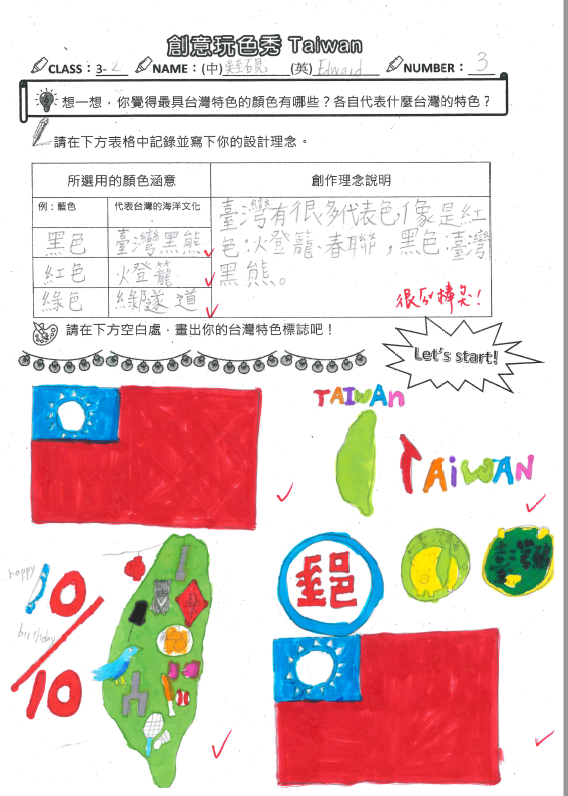 創意玩色秀 Taiwan
CLASS：3-2 NAME：(中)吳硯 (英)Edward NUMBER：3
想一想，你覺得最具台灣特色的顏色有哪些？各自代表什麼台灣的特色？
請在下方表格中記錄並寫下你的設計理念。
所選用的顏色涵意 創作理念說明
例：藍色 代表台灣的海洋文化
黑色 臺灣黑熊
紅色 火登籠
綠色 綠隧道
臺灣有很多代表色，像是紅
色:火登籠、春聯，黑色:臺灣
黑熊。
很棒!
請在下方空白處，畫出你的台灣特色標誌吧！
Let's start!
TAIWAn
TAiWAN
happy
10
birthday
10
郵